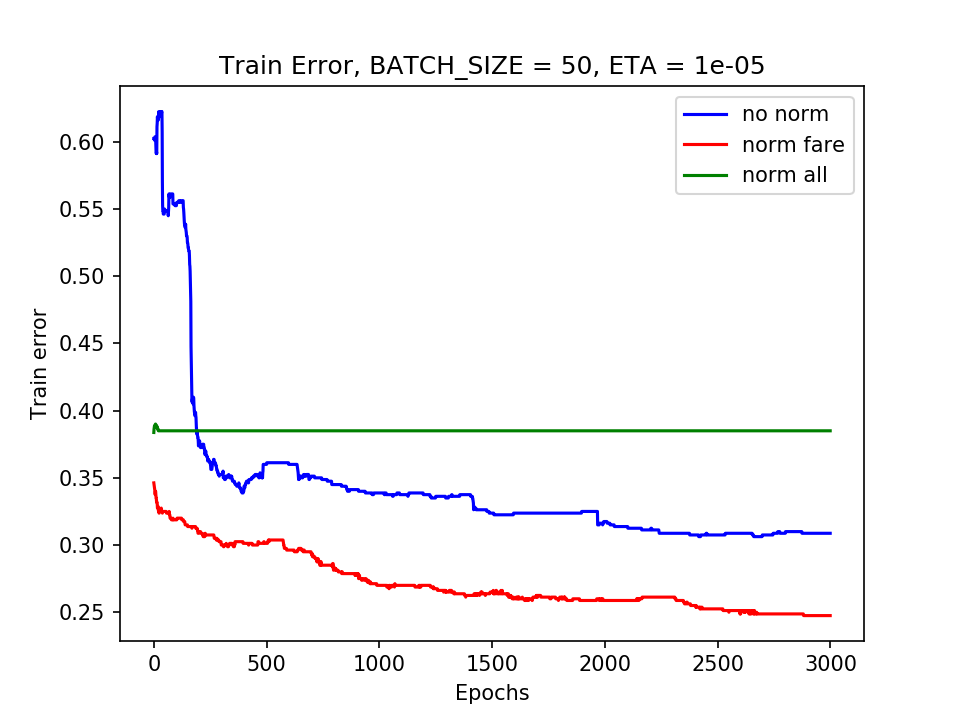 Train Error, BATCH_SIZE = 50, ETA = 1e-05
no norm
norm fare
norm all
Train error
0.60
0.55
0.50
0.45
0.40
0.35
0.30
0.25
0
500
1000
1500
2000
2500
3000
Epochs